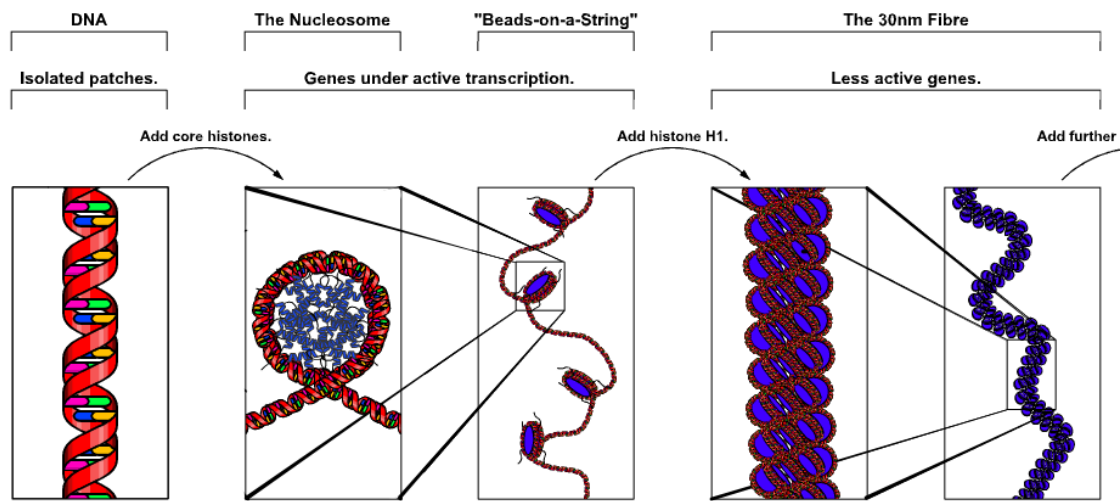 DNA
The Nucleosome
"Beads-on-a-String"
The 30nm Fibre
Isolated patches.
Genes under active transcription.
Less active genes.
Add core histones.
Add histone H1.
Add further